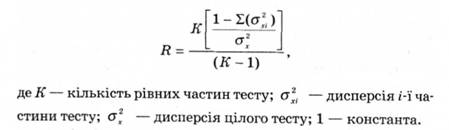 R = K[ 1 – Σ(σ²ₓᵢ) / σ²ₓ ] / (K – 1) ,
де K — кількість рівних частин тесту; σ²ₓᵢ — дисперсія i-ї ча-
стини тесту; σ²ₓ — дисперсія цілого тесту; 1 — константа.